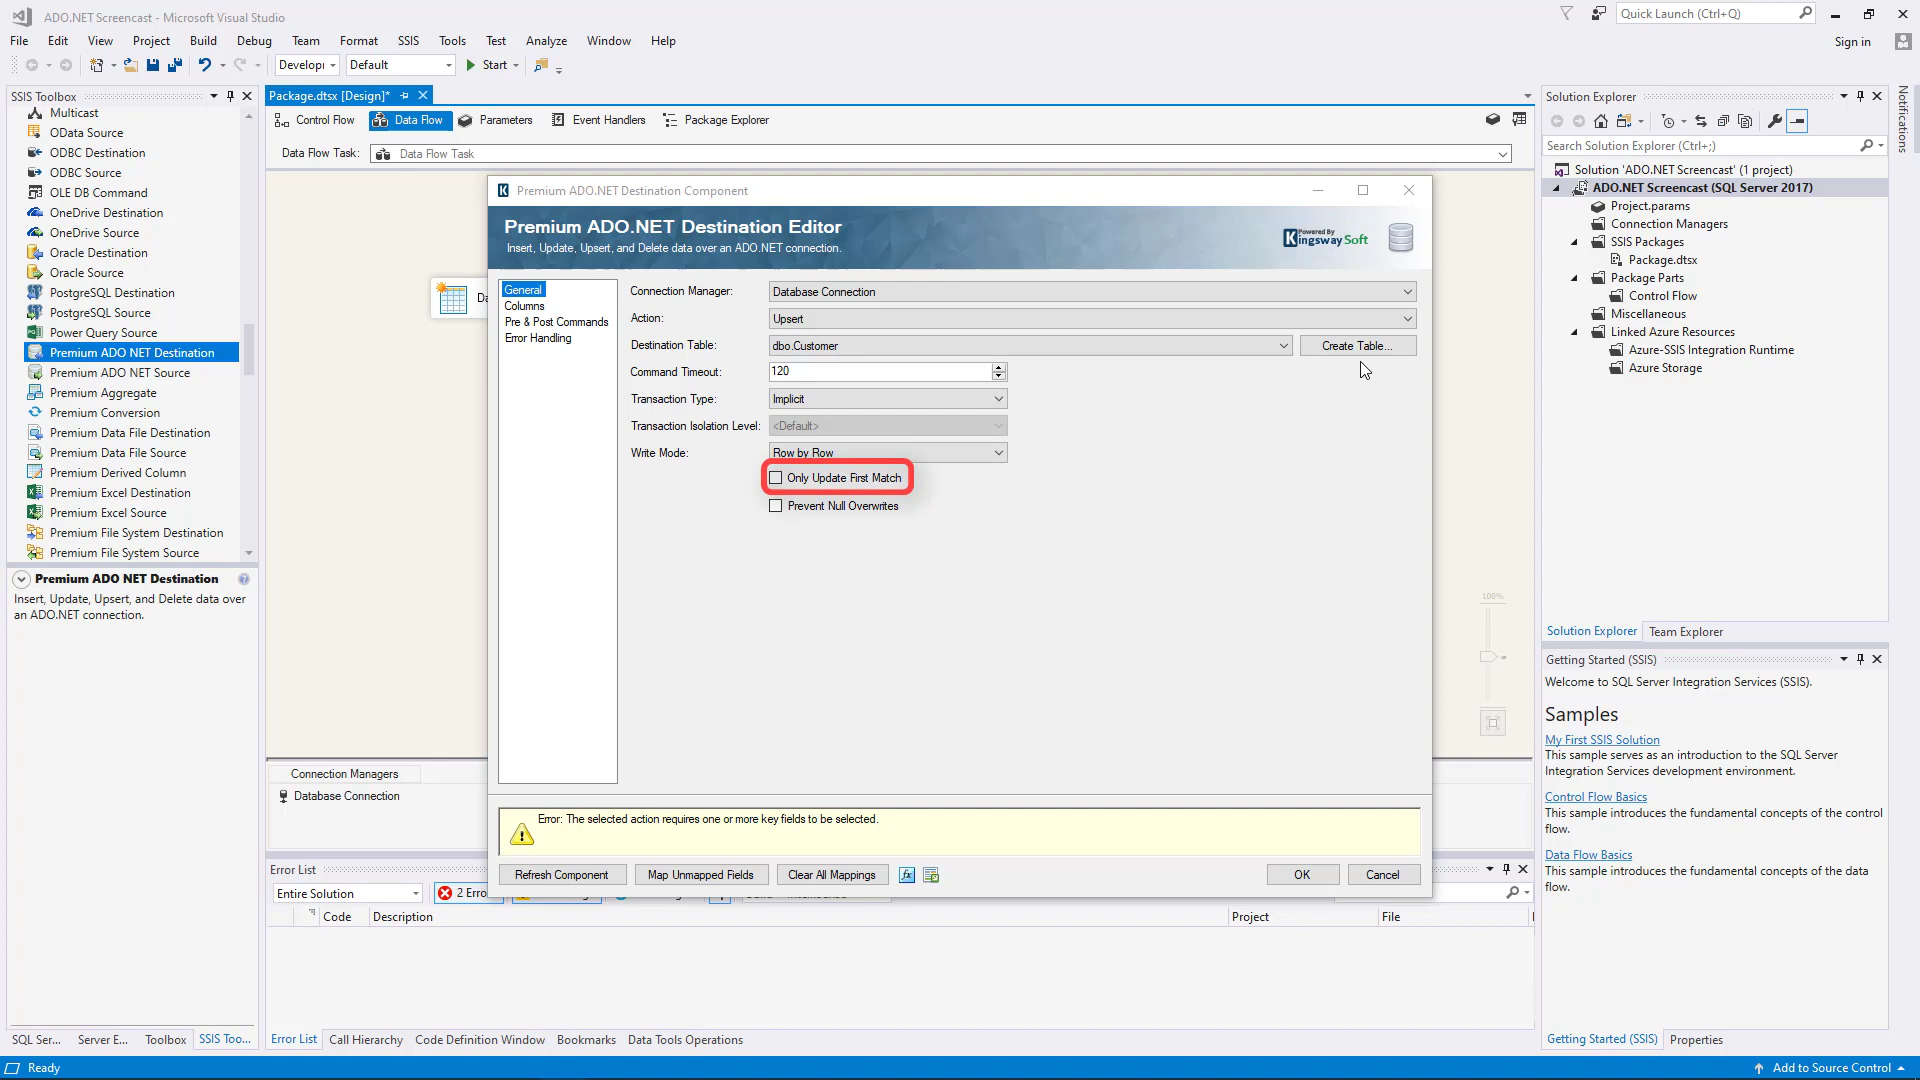 ADO.NET Screencast - Microsoft Visual Studio
Quick Launch (Ctrl+Q)
File Edit View Project Build Debug Team Format SSIS Tools Test Analyze Window Help
Sign in
Develop Default Start
SSIS Toolbox
Multicast
OData Source
ODBC Destination
ODBC Source
OLE DB Command
OneDrive Destination
OneDrive Source
Oracle Destination
Oracle Source
PostgreSQL Destination
PostgreSQL Source
Power Query Source
Premium ADO NET Destination
Premium ADO NET Source
Premium Aggregate
Premium Conversion
Premium Data File Destination
Premium Data File Source
Premium Derived Column
Premium Excel Destination
Premium Excel Source
Premium File System Destination
Premium File System Source
Premium ADO NET Destination
Insert, Update, Upsert, and Delete data over
an ADO.NET connection.
SQL Ser... Server E... Toolbox SSIS Too...
Package.dtsx [Design]*
Control Flow Data Flow Parameters Event Handlers Package Explorer
Data Flow Task: Data Flow Task
Da
Premium ADO.NET Destination Component
Premium ADO.NET Destination Editor
Insert, Update, Upsert, and Delete data over an ADO.NET connection.
Powered By
KingswaySoft
General
Columns
Pre & Post Commands
Error Handling
Connection Manager: Database Connection
Action: Upsert
Destination Table: dbo.Customer Create Table...
Command Timeout: 120
Transaction Type: Implicit
Transaction Isolation Level: <Default>
Write Mode: Row by Row
Only Update First Match
Prevent Null Overwrites
Error: The selected action requires one or more key fields to be selected.
Refresh Component Map Unmapped Fields Clear All Mappings fx OK Cancel
100%
Connection Managers
Database Connection
Error List
Entire Solution 2 Erro
Code Description Project File
Error List Call Hierarchy Code Definition Window Bookmarks Data Tools Operations
Solution Explorer
Search Solution Explorer (Ctrl+;)
Solution 'ADO.NET Screencast' (1 project)
ADO.NET Screencast (SQL Server 2017)
Project.params
Connection Managers
SSIS Packages
Package.dtsx
Package Parts
Control Flow
Miscellaneous
Linked Azure Resources
Azure-SSIS Integration Runtime
Azure Storage
Solution Explorer Team Explorer
Getting Started (SSIS)
Welcome to SQL Server Integration Services (SSIS).
Samples
My First SSIS Solution
This sample serves as an introduction to the SQL Server
Integration Services development environment.
Control Flow Basics
This sample introduces the fundamental concepts of the control
flow.
Data Flow Basics
This sample introduces the fundamental concepts of the data
flow.
Getting Started (SSIS) Properties
Notifications
Ready
Add to Source Control